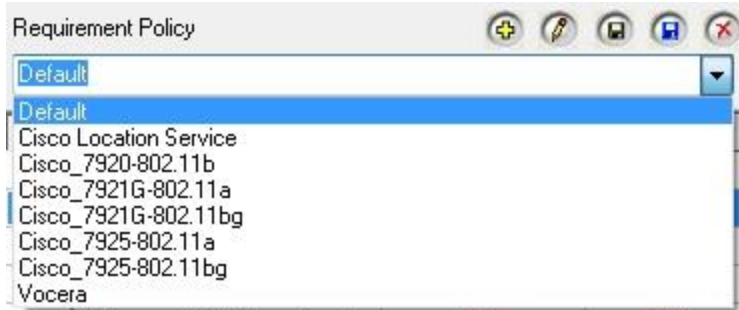 Requirement Policy
Default
Default
Cisco Location Service
Cisco_7920-802.11b
Cisco_7921G-802.11a
Cisco_7921G-802.11bg
Cisco_7925-802.11a
Cisco_7925-802.11bg
Vocera